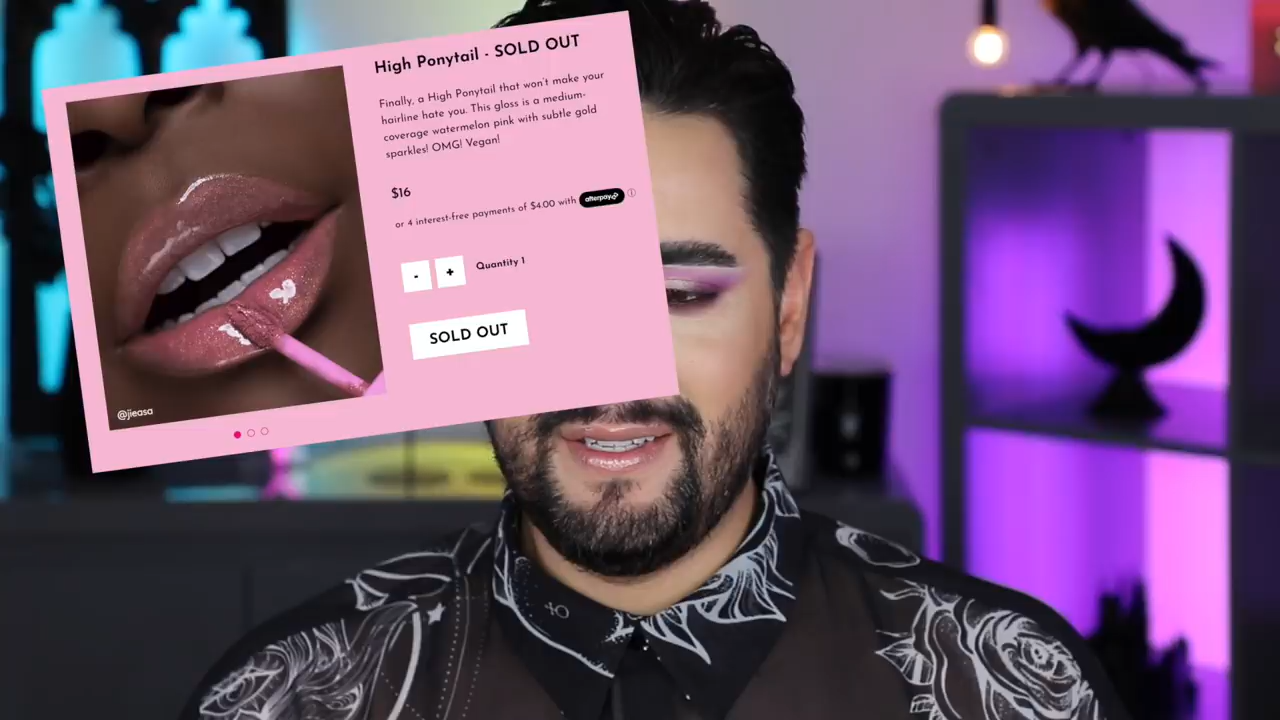 High Ponytail - SOLD OUT
Finally, a High Ponytail that won't make your
hairline hate you. This gloss is a medium-
coverage watermelon pink with subtle gold
sparkles! OMG! Vegan!
$16
or 4 interest-free payments of $4.00 with afterpay
- + Quantity 1
SOLD OUT
@jieasa